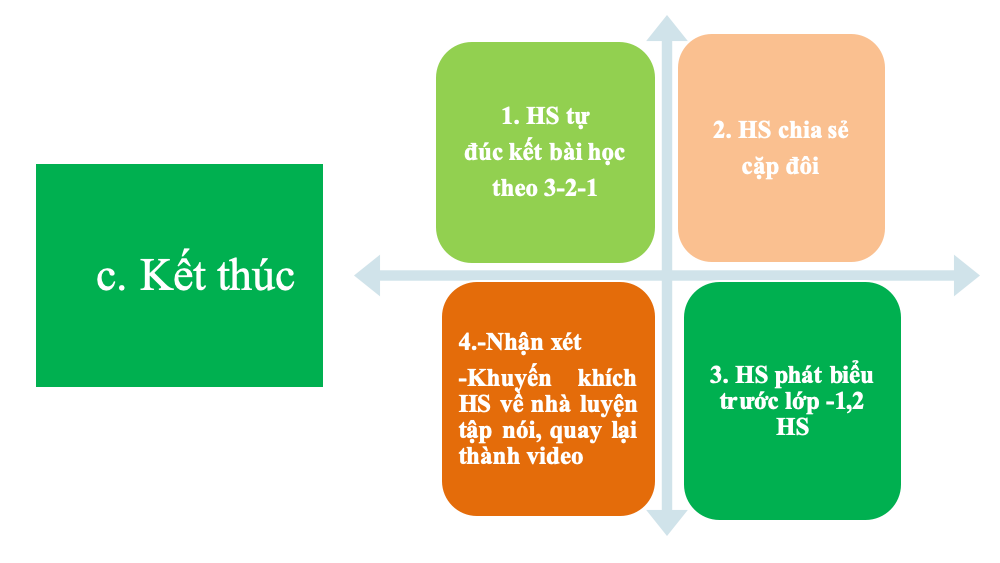 c. Kết thúc
1. HS tự
đúc kết bài học
theo 3-2-1
2. HS chia sẻ
cặp đôi
3. HS phát biểu
trước lớp -1,2
HS
4.-Nhận xét
-Khuyến khích
HS về nhà luyện
tập nói, quay lại
thành video